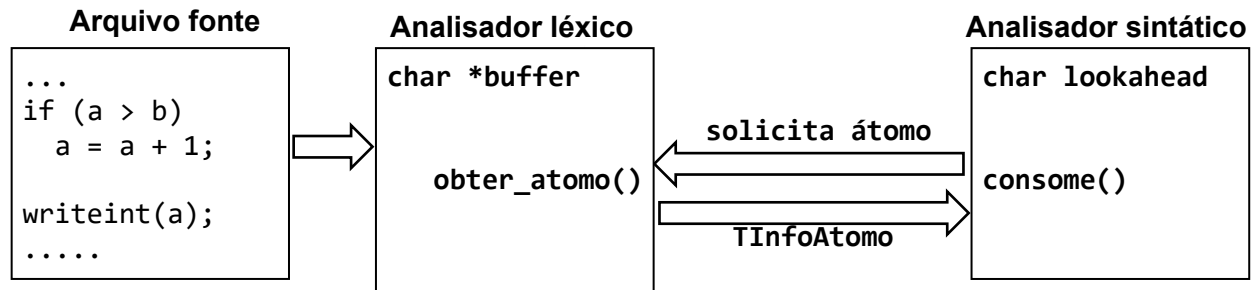 Arquivo fonte
...
if (a > b)
  a = a + 1;
writeint(a);
.....
Analisador léxico
char *buffer
obter_atomo()
solicita átomo
TInfoAtomo
Analisador sintático
char lookahead
consome()